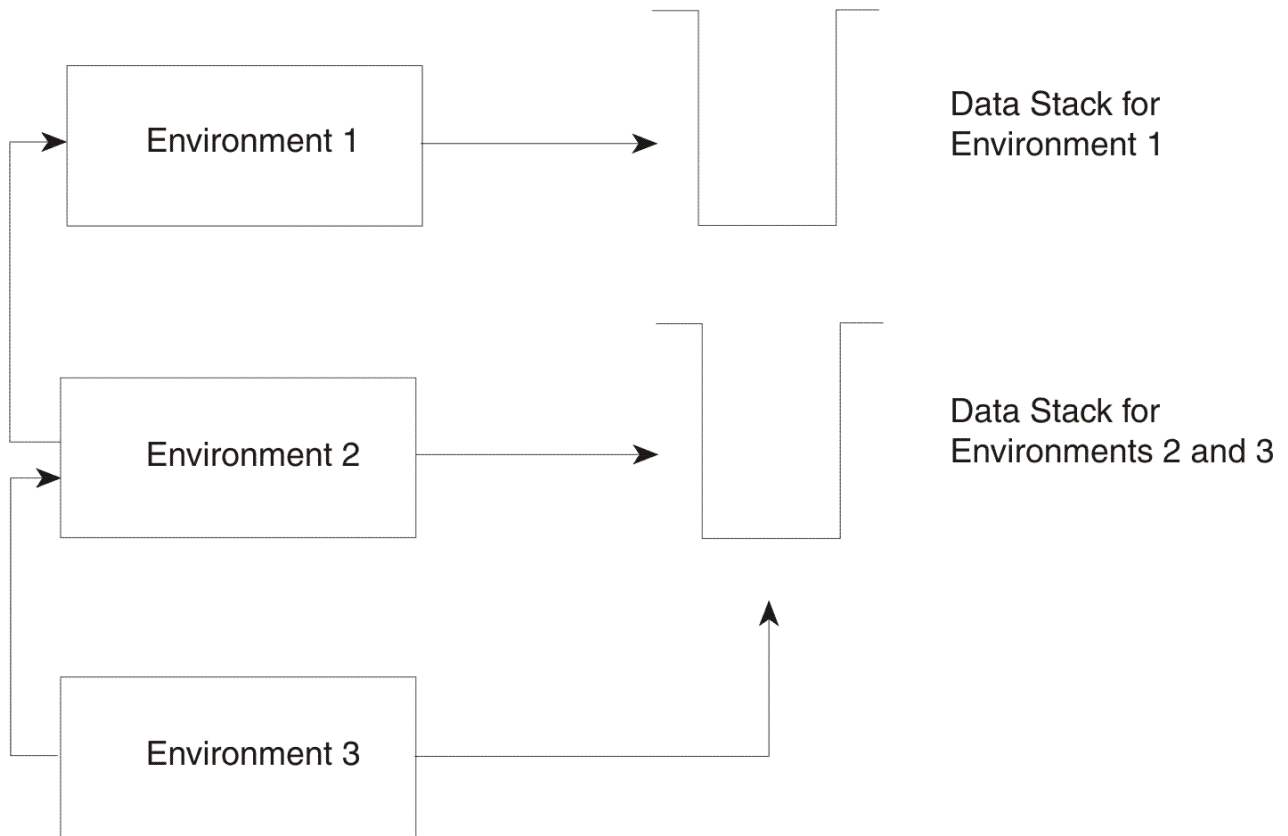 Environment 1
Data Stack for
Environment 1
Environment 2
Data Stack for
Environments 2 and 3
Environment 3